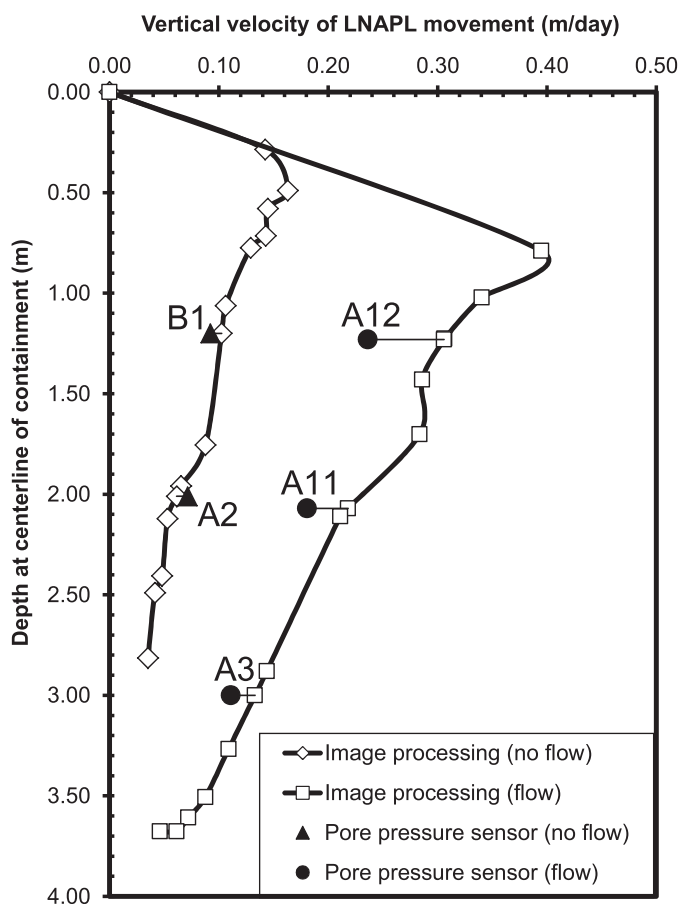 Vertical velocity of LNAPL movement (m/day)
0.00 0.10 0.20 0.30 0.40 0.50
Depth at centerline of containment (m)
0.00
0.50
1.00
1.50
2.00
2.50
3.00
3.50
4.00
B1
A12
A11
A2
A3
Image processing (no flow)
Image processing (flow)
Pore pressure sensor (no flow)
Pore pressure sensor (flow)